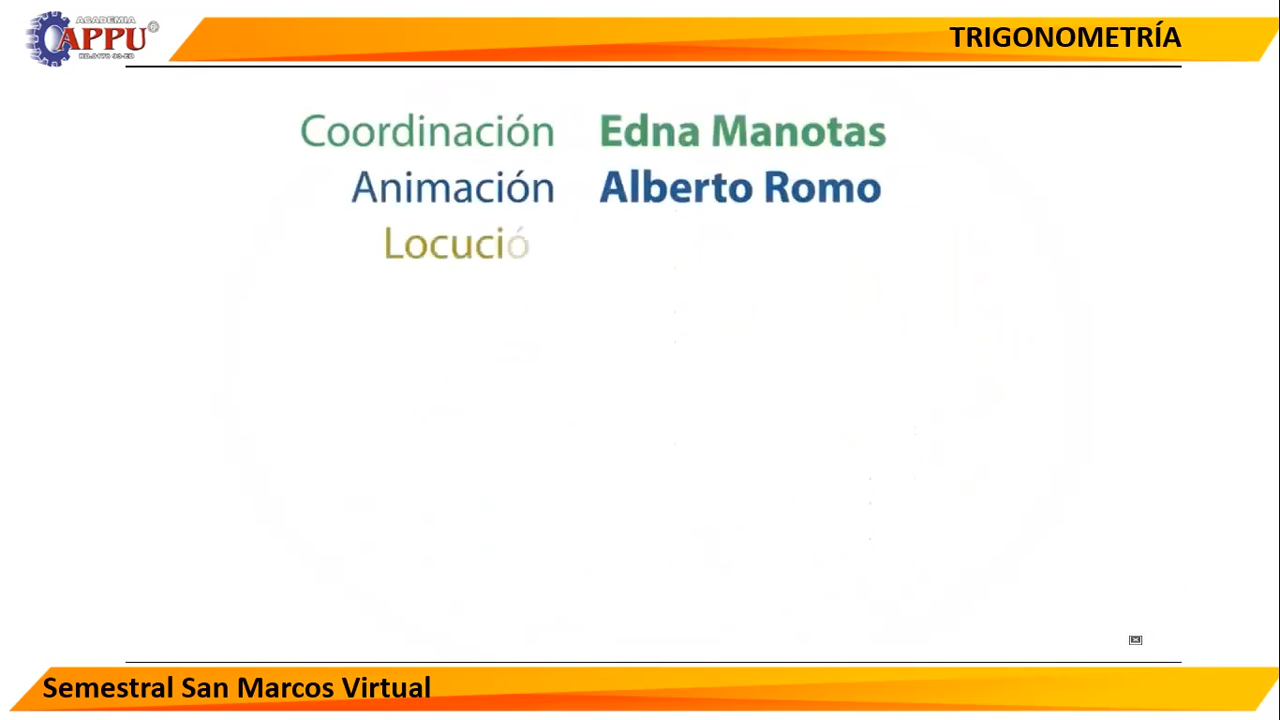 ACADEMIA
APPU
TRIGONOMETRÍA
Coordinación Edna Manotas
Animación Alberto Romo
Locució
Semestral San Marcos Virtual